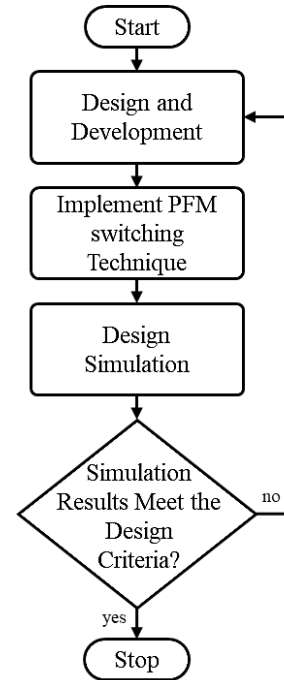 Start
Design and
Development
Implement PFM
switching
Technique
Design
Simulation
Simulation
Results Meet the
Design
Criteria?
no
yes
Stop